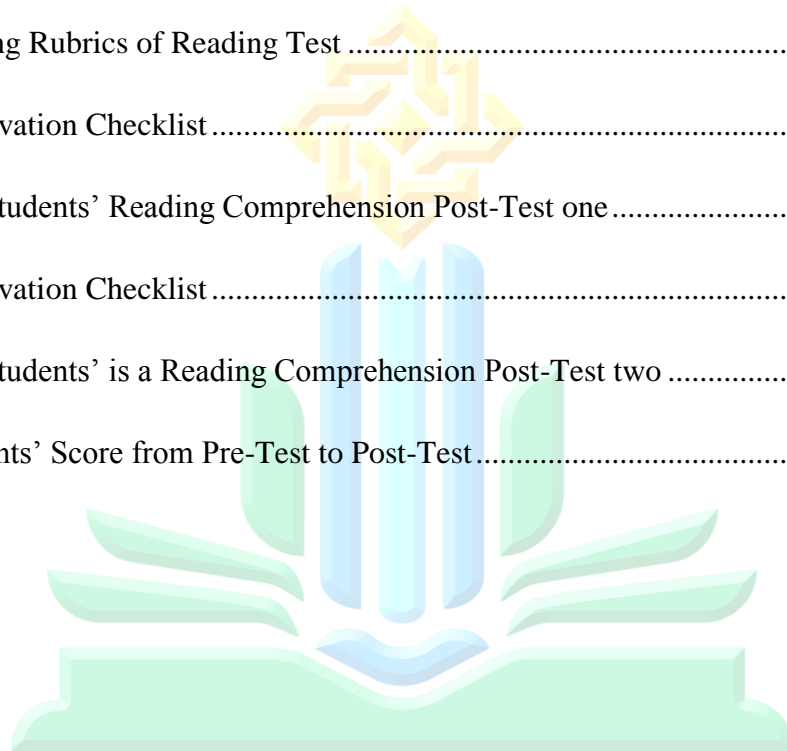 ng Rubrics of Reading Test ................................................................
vation Checklist ................................................................
tudents’ Reading Comprehension Post-Test one ................................
vation Checklist ................................................................
tudents’ is a Reading Comprehension Post-Test two ................
nts’ Score from Pre-Test to Post-Test ................................................